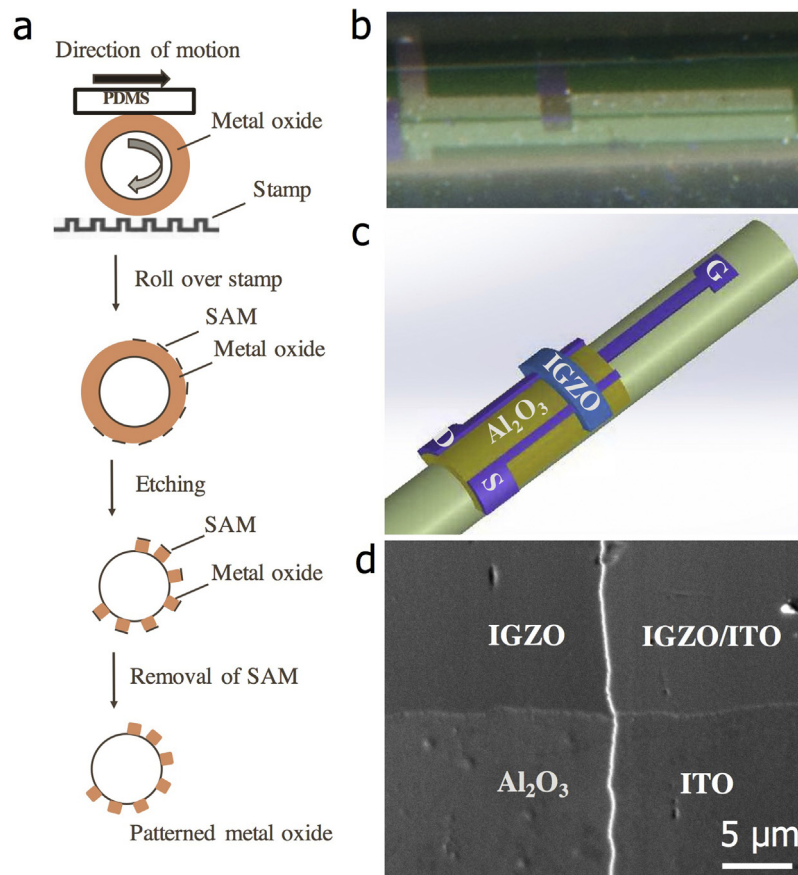 a
Direction of motion
PDMS
Metal oxide
Stamp
Roll over stamp
SAM
Metal oxide
Etching
SAM
Metal oxide
Removal of SAM
Patterned metal oxide
b
c
G
IGZO
Al₂O₃
D
S
d
IGZO
IGZO/ITO
Al₂O₃
ITO
5 µm